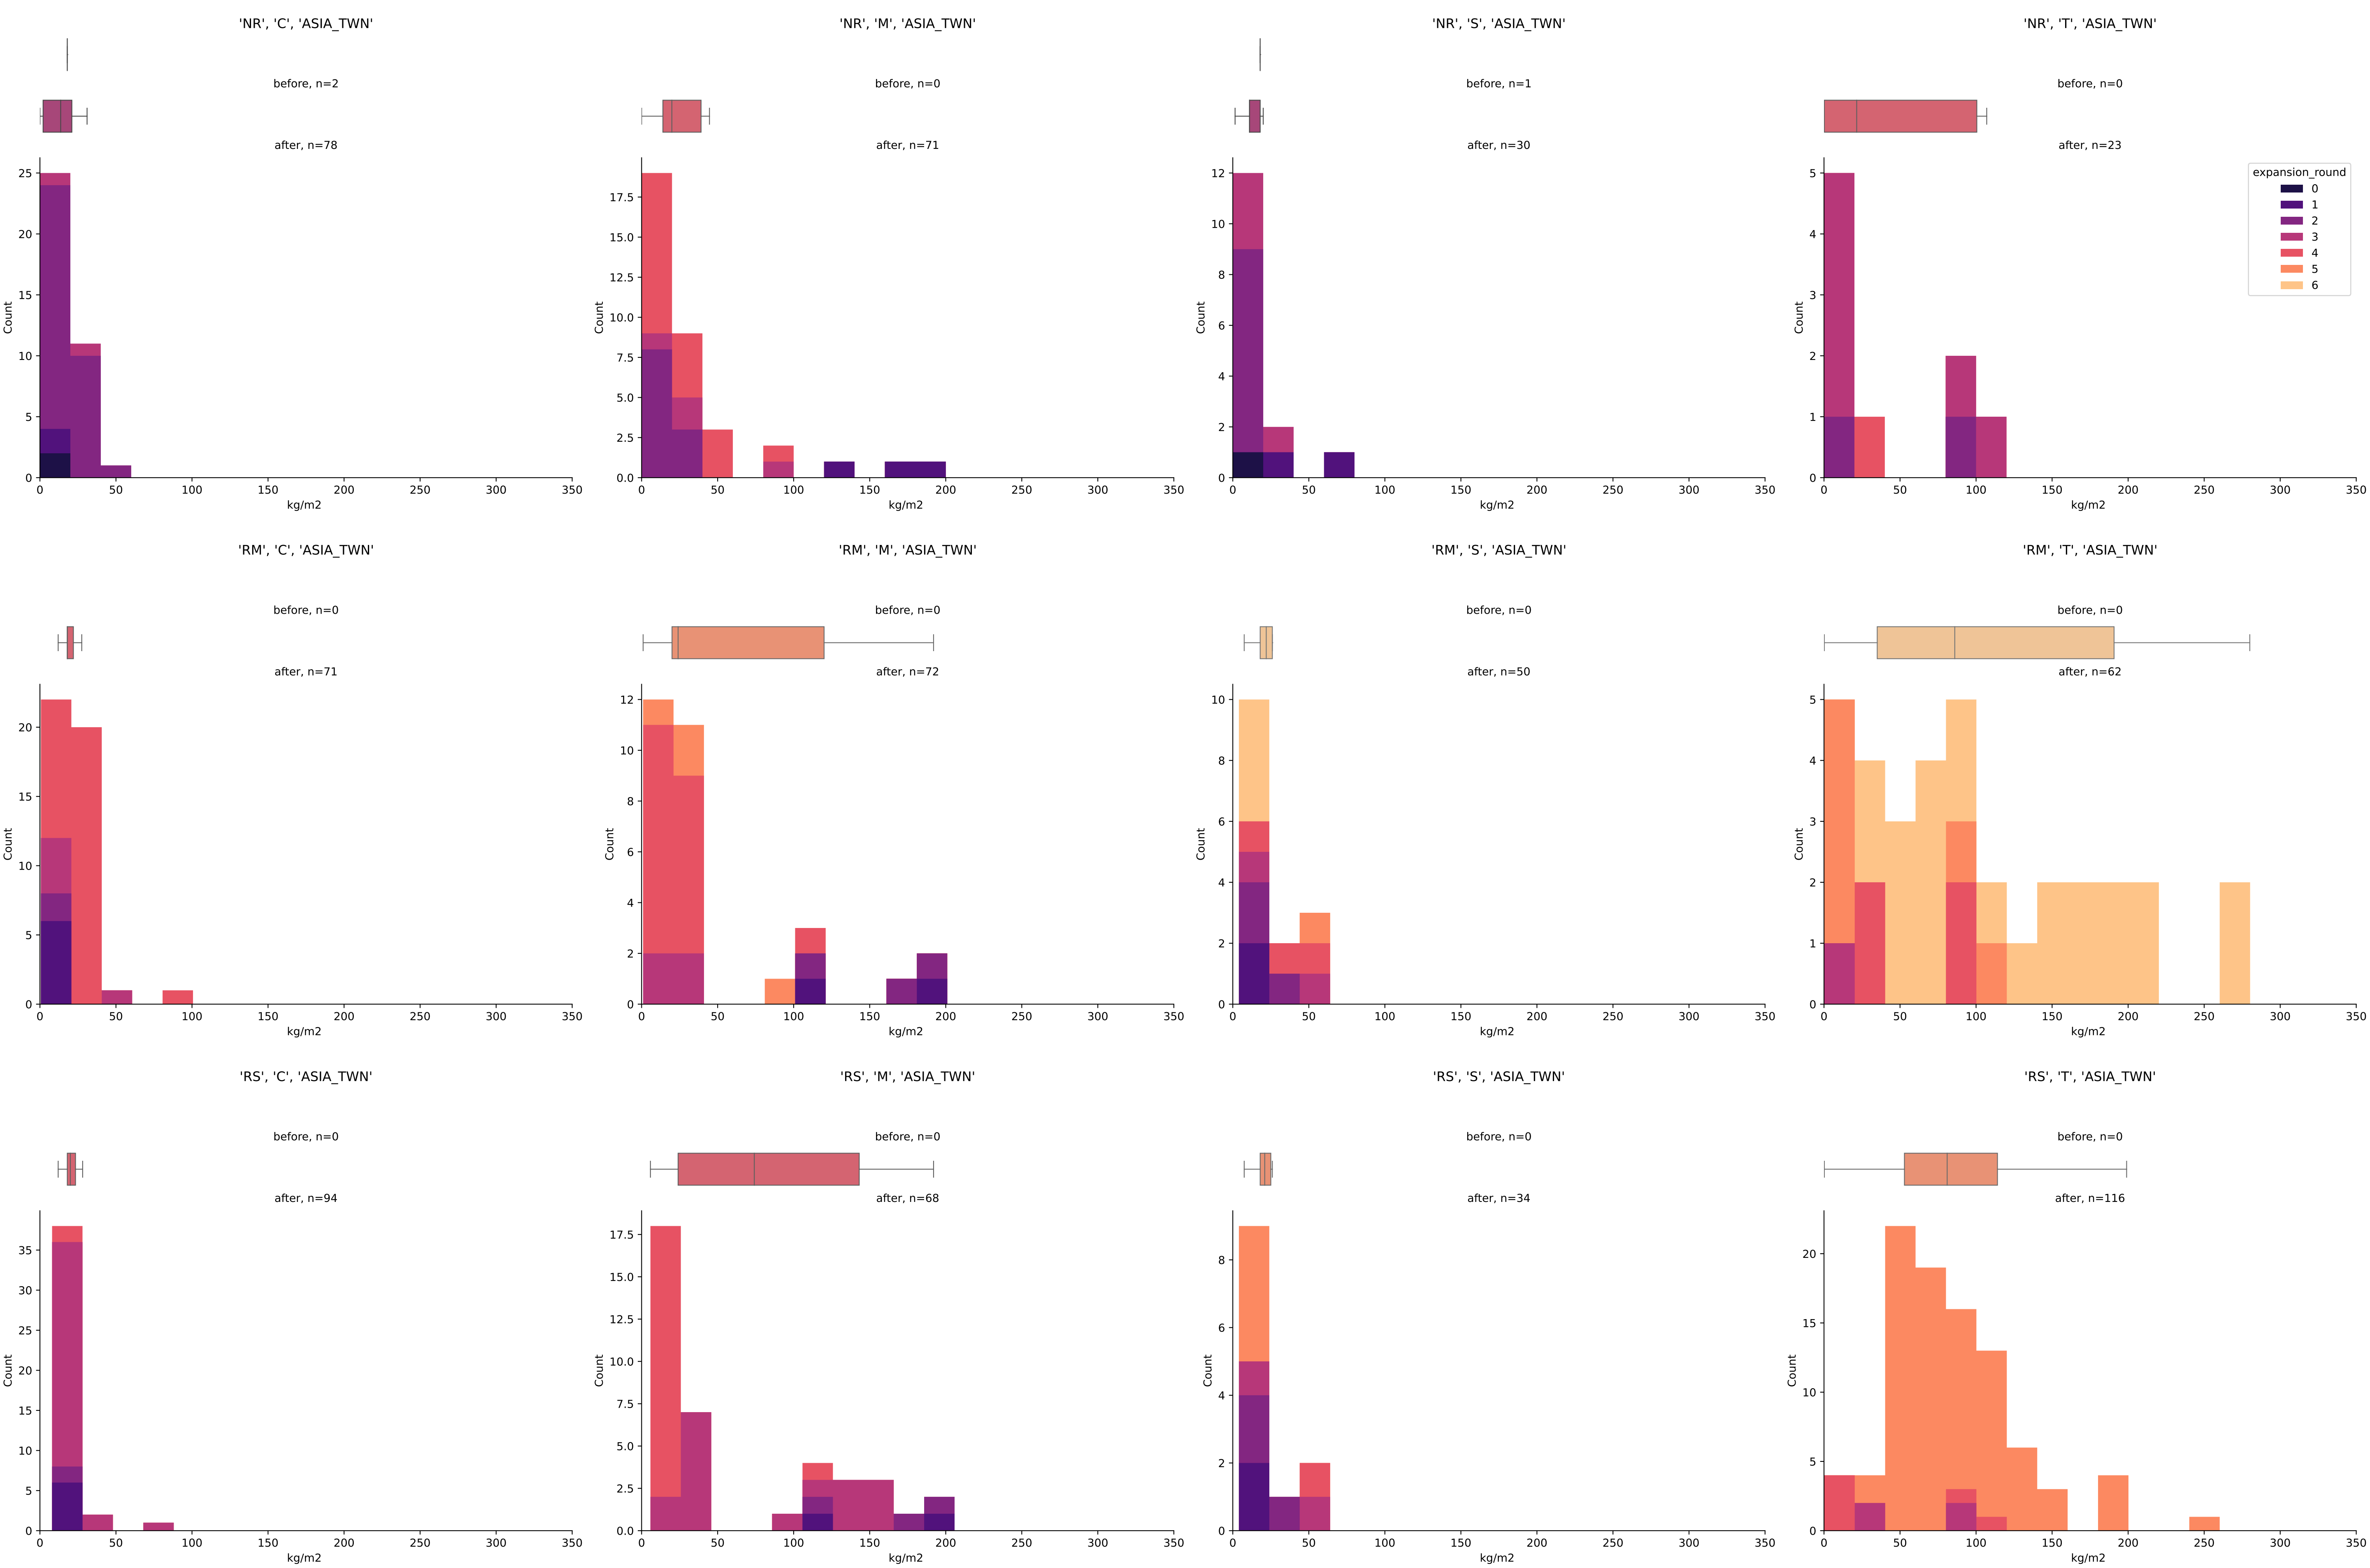 'NR', 'C', 'ASIA_TWN'
before, n=2
after, n=78
25
20
15
10
5
0
Count
0 50 100 150 200 250 300 350
kg/m2
'NR', 'M', 'ASIA_TWN'
before, n=0
after, n=71
17.5
15.0
12.5
10.0
7.5
5.0
2.5
0.0
Count
0 50 100 150 200 250 300 350
kg/m2
'NR', 'S', 'ASIA_TWN'
before, n=1
after, n=30
12
10
8
6
4
2
0
Count
0 50 100 150 200 250 300 350
kg/m2
'NR', 'T', 'ASIA_TWN'
before, n=0
after, n=23
5
4
3
2
1
0
Count
0 50 100 150 200 250 300 350
kg/m2
expansion_round
0
1
2
3
4
5
6
'RM', 'C', 'ASIA_TWN'
before, n=0
after, n=71
20
15
10
5
0
Count
0 50 100 150 200 250 300 350
kg/m2
'RM', 'M', 'ASIA_TWN'
before, n=0
after, n=72
12
10
8
6
4
2
0
Count
0 50 100 150 200 250 300 350
kg/m2
'RM', 'S', 'ASIA_TWN'
before, n=0
after, n=50
10
8
6
4
2
0
Count
0 50 100 150 200 250 300 350
kg/m2
'RM', 'T', 'ASIA_TWN'
before, n=0
after, n=62
5
4
3
2
1
0
Count
0 50 100 150 200 250 300 350
kg/m2
'RS', 'C', 'ASIA_TWN'
before, n=0
after, n=94
35
30
25
20
15
10
5
0
Count
0 50 100 150 200 250 300 350
kg/m2
'RS', 'M', 'ASIA_TWN'
before, n=0
after, n=68
17.5
15.0
12.5
10.0
7.5
5.0
2.5
0.0
Count
0 50 100 150 200 250 300 350
kg/m2
'RS', 'S', 'ASIA_TWN'
before, n=0
after, n=34
8
6
4
2
0
Count
0 50 100 150 200 250 300 350
kg/m2
'RS', 'T', 'ASIA_TWN'
before, n=0
after, n=116
20
15
10
5
0
Count
0 50 100 150 200 250 300 350
kg/m2